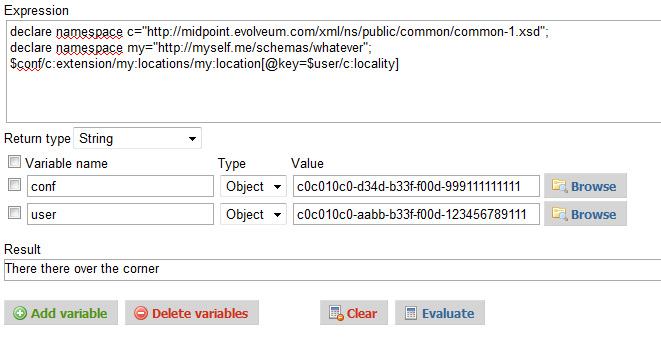 Expression
declare namespace c="http://midpoint.evolveum.com/xml/ns/public/common/common-1.xsd";
declare namespace my="http://myself.me/schemas/whatever";
$conf/c:extension/my:locations/my:location[@key=$user/c:locality]
Return type String
Variable name Type Value
conf Object c0c010c0-d34d-b33f-f00d-999111111111 Browse
user Object c0c010c0-aabb-b33f-f00d-123456789111 Browse
Result
There there over the corner
Add variable Delete variables Clear Evaluate